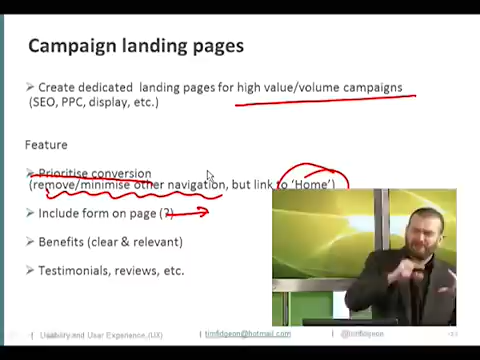 Campaign landing pages
Create dedicated landing pages for high value/volume campaigns
(SEO, PPC, display, etc.)
Feature
Prioritise conversion
(remove/minimise other navigation, but link to 'Home')
Include form on page (?)
Benefits (clear & relevant)
Testimonials, reviews, etc.
Usability and User Experience (UX)
timfidgeon@hotmail.com
@timfidgeon